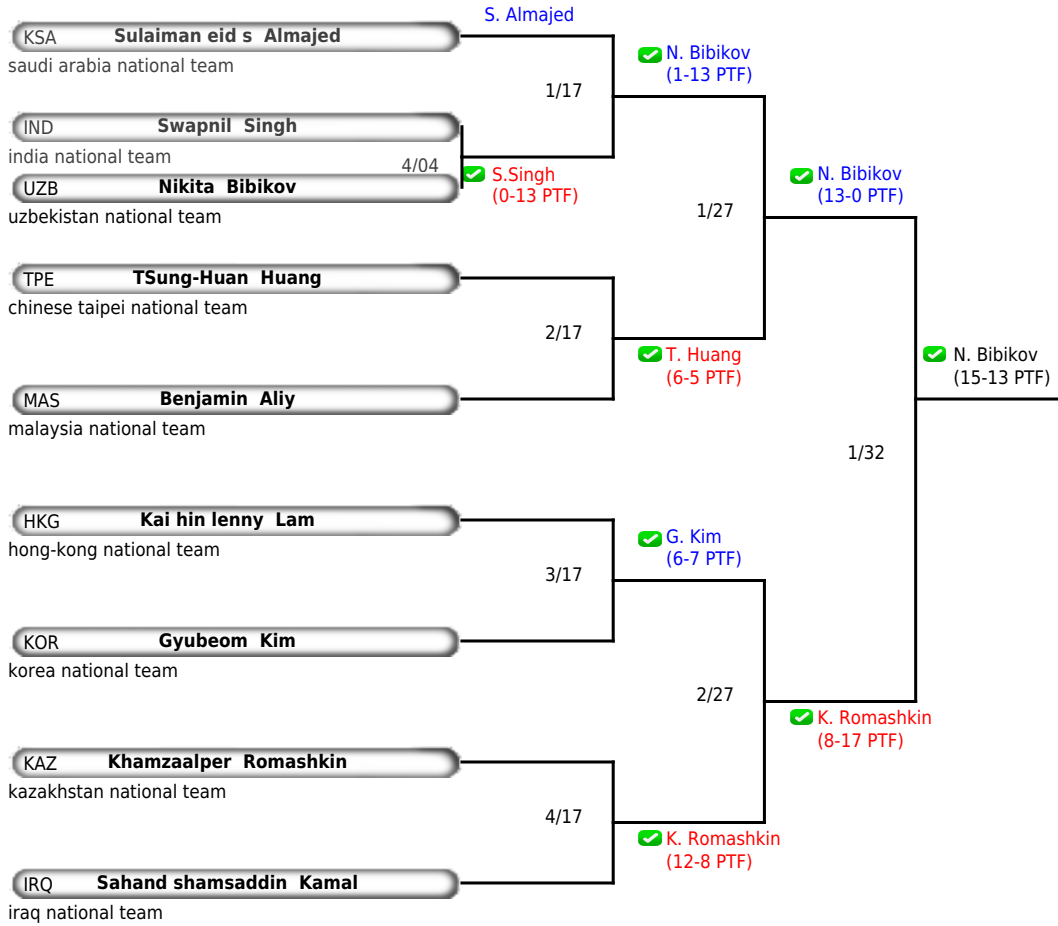 S. Almajed
KSA Sulaiman eid s Almajed
saudi arabia national team
N. Bibikov
(1-13 PTF)
1/17
IND Swapnil Singh
india national team
4/04
S.Singh
(0-13 PTF)
UZB Nikita Bibikov
uzbekistan national team
N. Bibikov
(13-0 PTF)
1/27
TPE TSung-Huan Huang
chinese taipei national team
2/17
T. Huang
(6-5 PTF)
MAS Benjamin Aliy
malaysia national team
N. Bibikov
(15-13 PTF)
1/32
HKG Kai hin lenny Lam
hong-kong national team
G. Kim
(6-7 PTF)
3/17
KOR Gyubeom Kim
korea national team
2/27
K. Romashkin
(8-17 PTF)
KAZ Khamzaalper Romashkin
kazakhstan national team
4/17
K. Romashkin
(12-8 PTF)
IRQ Sahand shamsaddin Kamal
iraq national team